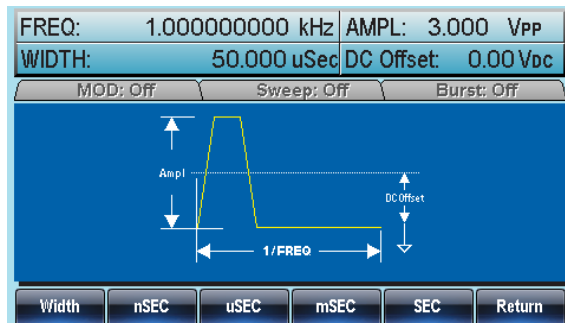 FREQ: 1.000000000 kHz AMPL: 3.000 VPP
WIDTH: 50.000 uSec DC Offset: 0.00 VDC
MOD: Off Sweep: Off Burst: Off
Ampl
DC Offset
1/FREQ
Width nSEC uSEC mSEC SEC Return